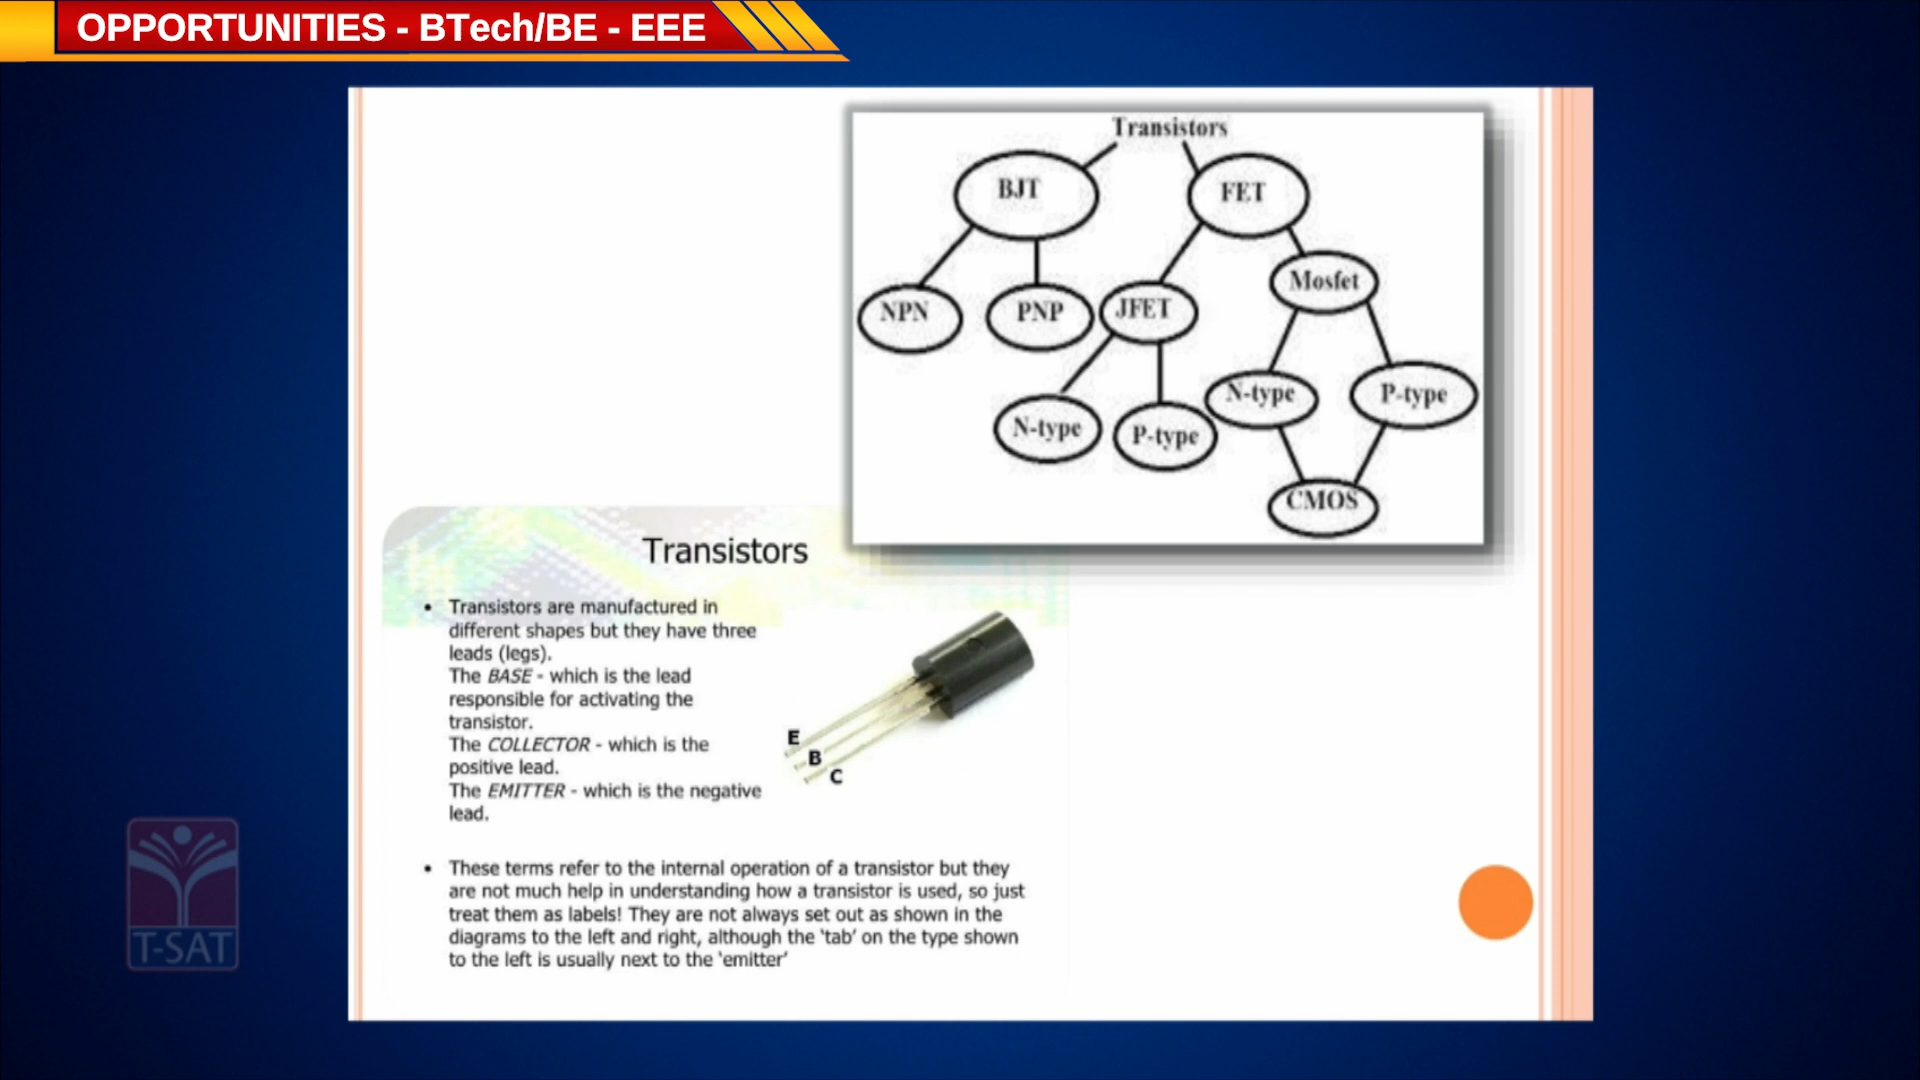 OPPORTUNITIES - BTech/BE - EEE
Transistors
BJT
FET
Mosfet
NPN
PNP
JFET
N-type
P-type
N-type
P-type
CMOS
Transistors
• Transistors are manufactured in
different shapes but they have three
leads (legs).
The BASE - which is the lead
responsible for activating the
transistor.
The COLLECTOR - which is the
positive lead.
The EMITTER - which is the negative
lead.
E
B
C
• These terms refer to the internal operation of a transistor but they
are not much help in understanding how a transistor is used, so just
treat them as labels! They are not always set out as shown in the
diagrams to the left and right, although the 'tab' on the type shown
to the left is usually next to the 'emitter'
T-SAT